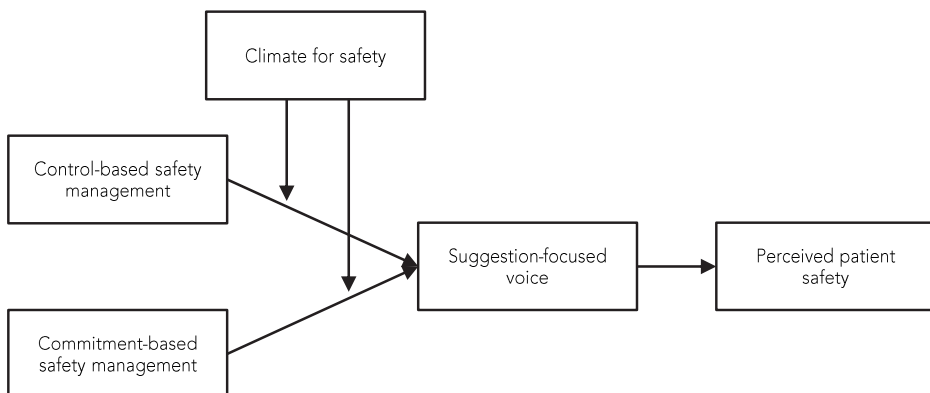 Climate for safety
Control-based safety
management
Suggestion-focused
voice
Perceived patient
safety
Commitment-based
safety management